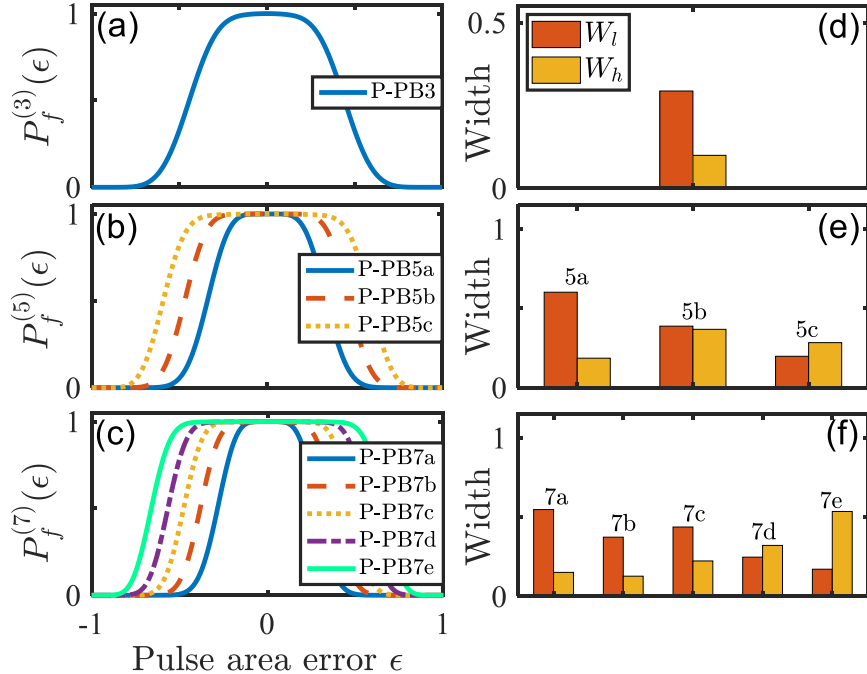 (a)
1
0
P_f^{(3)}(ϵ)
P-PB3
(d)
0.5
0
Width
W_l
W_h
(b)
1
0
P_f^{(5)}(ϵ)
P-PB5a
P-PB5b
P-PB5c
(e)
1
0
Width
5a
5b
5c
(c)
1
0
P_f^{(7)}(ϵ)
P-PB7a
P-PB7b
P-PB7c
P-PB7d
P-PB7e
-1
0
1
Pulse area error ϵ
(f)
1
0
Width
7a
7b
7c
7d
7e